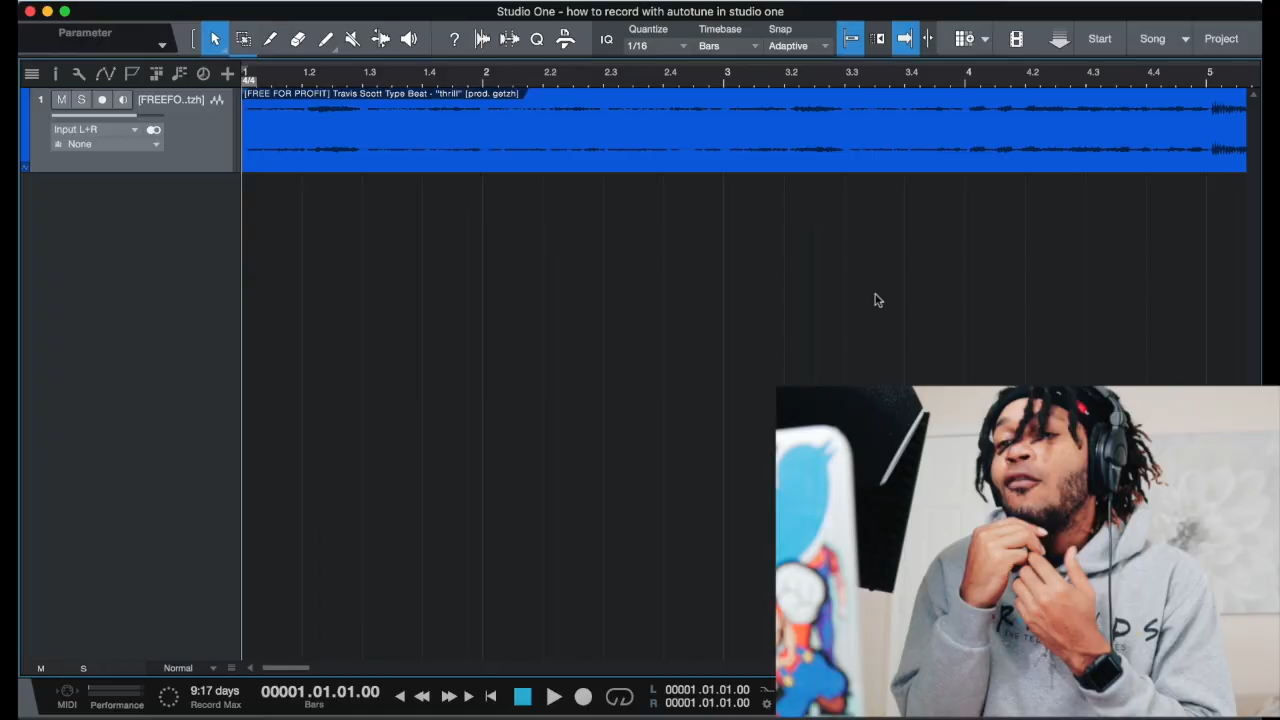 Studio One - how to record with autotune in studio one
Parameter
IQ
Quantize
1/16
Timebase
Bars
Snap
Adaptive
Start
Song
Project
1
1.2
1.3
1.4
2
2.2
2.3
2.4
3
3.2
3.3
3.4
4
4.2
4.3
4.4
5
4/4
1
M
S
[FREEFO...tzh]
Input L+R
None
[FREE FOR PROFIT] Travis Scott Type Beat - "thrill" [prod. getzh]
M
S
Normal
MIDI
Performance
9:17 days
Record Max
00001.01.01.00
Bars
L 00001.01.01.00
R 00001.01.01.00